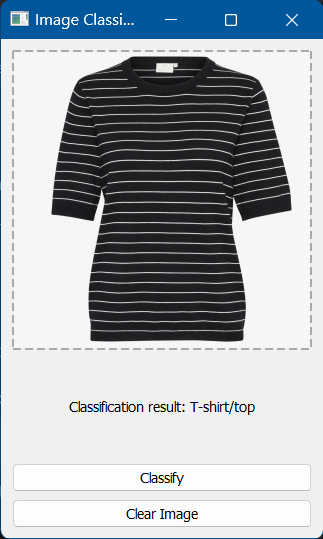 Image Classi...
Classification result: T-shirt/top
Classify
Clear Image